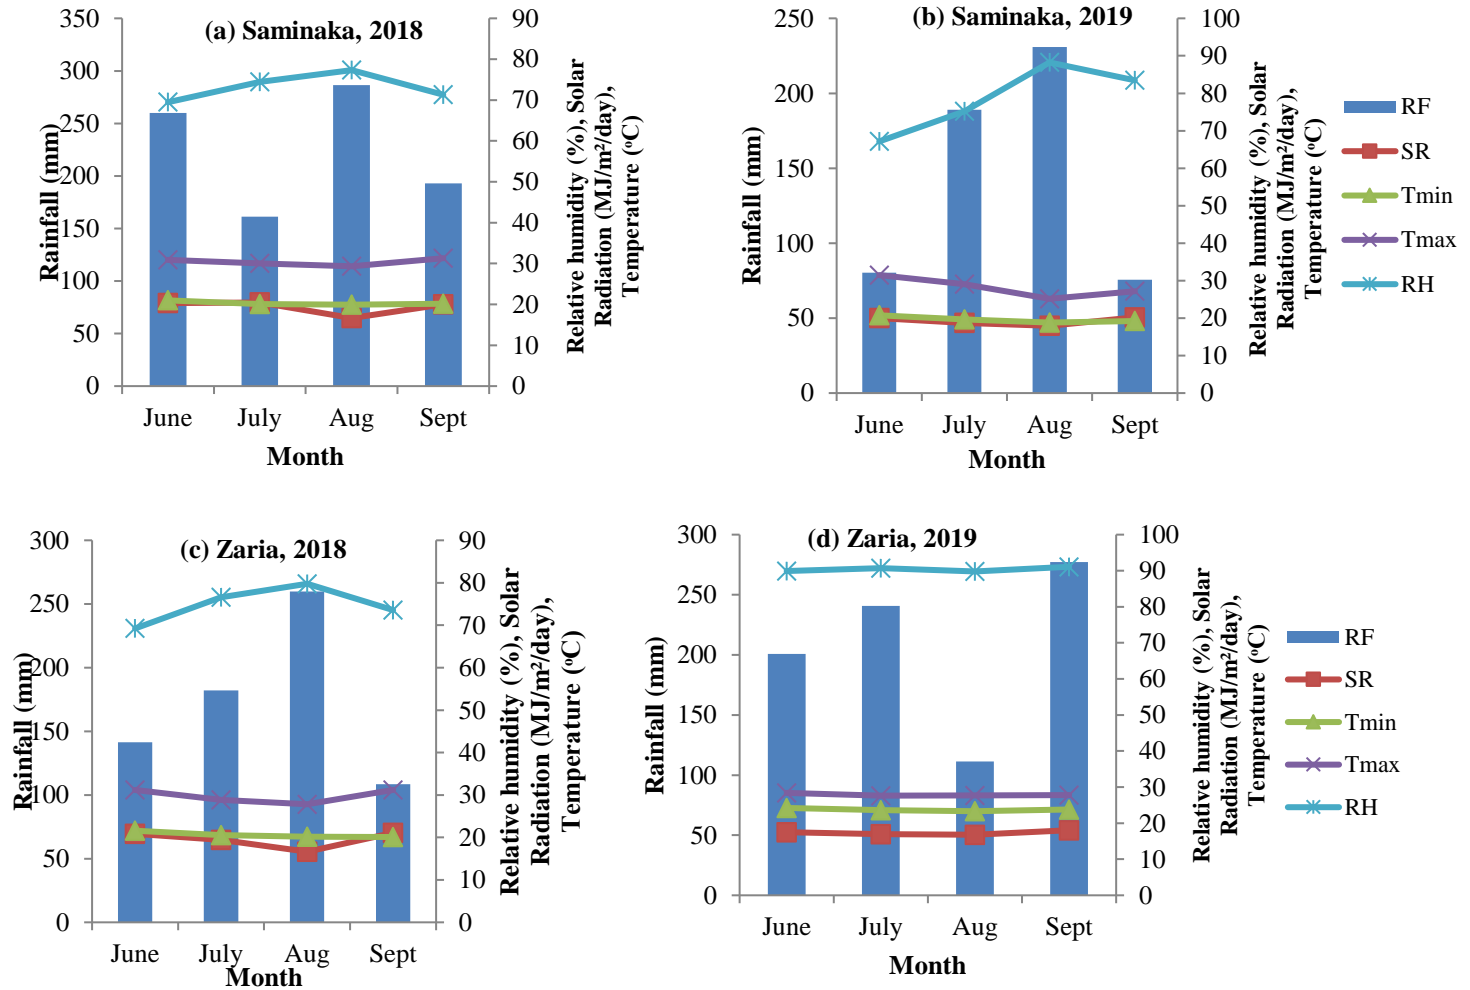 (a) Saminaka, 2018
350
300
250
200
150
100
50
0
Rainfall (mm)
90
80
70
60
50
40
30
20
10
0
Relative humidity (%), Solar
Radiation (MJ/m²/day),
Temperature (ᵒC)
June July Aug Sept
Month
(b) Saminaka, 2019
250
200
150
100
50
0
Rainfall (mm)
100
90
80
70
60
50
40
30
20
10
0
Relative humidity (%), Solar
Radiation (MJ/m²/day),
Temperature (ᵒC)
June July Aug Sept
Month
RF
SR
Tmin
Tmax
RH
(c) Zaria, 2018
300
250
200
150
100
50
0
Rainfall (mm)
90
80
70
60
50
40
30
20
10
0
Relative humidity (%), Solar
Radiation (MJ/m²/day),
Temperature (ᵒC)
June July Aug Sept
Month
(d) Zaria, 2019
300
250
200
150
100
50
0
Rainfall (mm)
100
90
80
70
60
50
40
30
20
10
0
Relative humidity (%), Solar
Radiation (MJ/m²/day),
Temperature (ᵒC)
June July Aug Sept
Month
RF
SR
Tmin
Tmax
RH